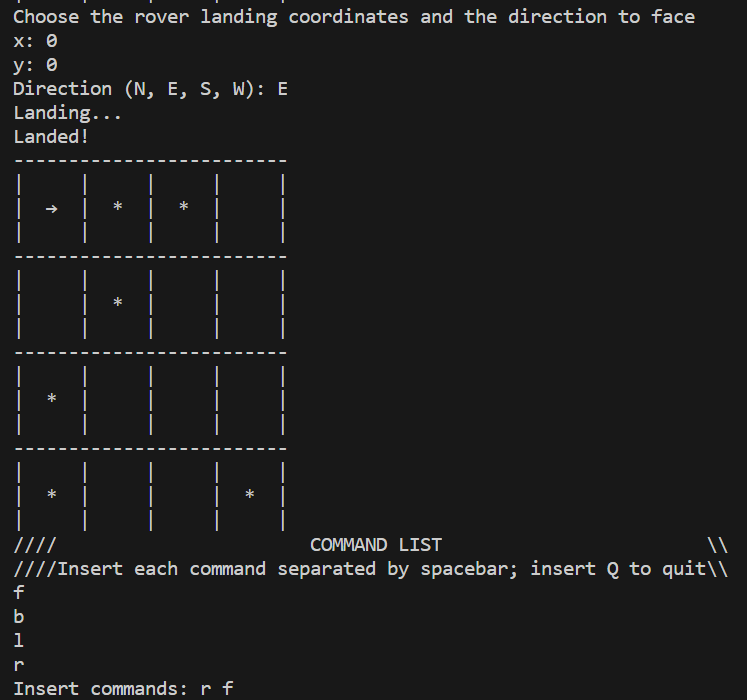 Choose the rover landing coordinates and the direction to face
x: 0
y: 0
Direction (N, E, S, W): E
Landing...
Landed!
-------------------------
|     |     |     |     |
|  →  |  *  |  *  |     |
|     |     |     |     |
-------------------------
|     |     |     |     |
|     |  *  |     |     |
|     |     |     |     |
-------------------------
|     |     |     |     |
|  *  |     |     |     |
|     |     |     |     |
-------------------------
|     |     |     |     |
|  *  |     |     |  *  |
|     |     |     |     |
////                       COMMAND LIST                        \\
////Insert each command separated by spacebar; insert Q to quit\\
f
b
l
r
Insert commands: r f